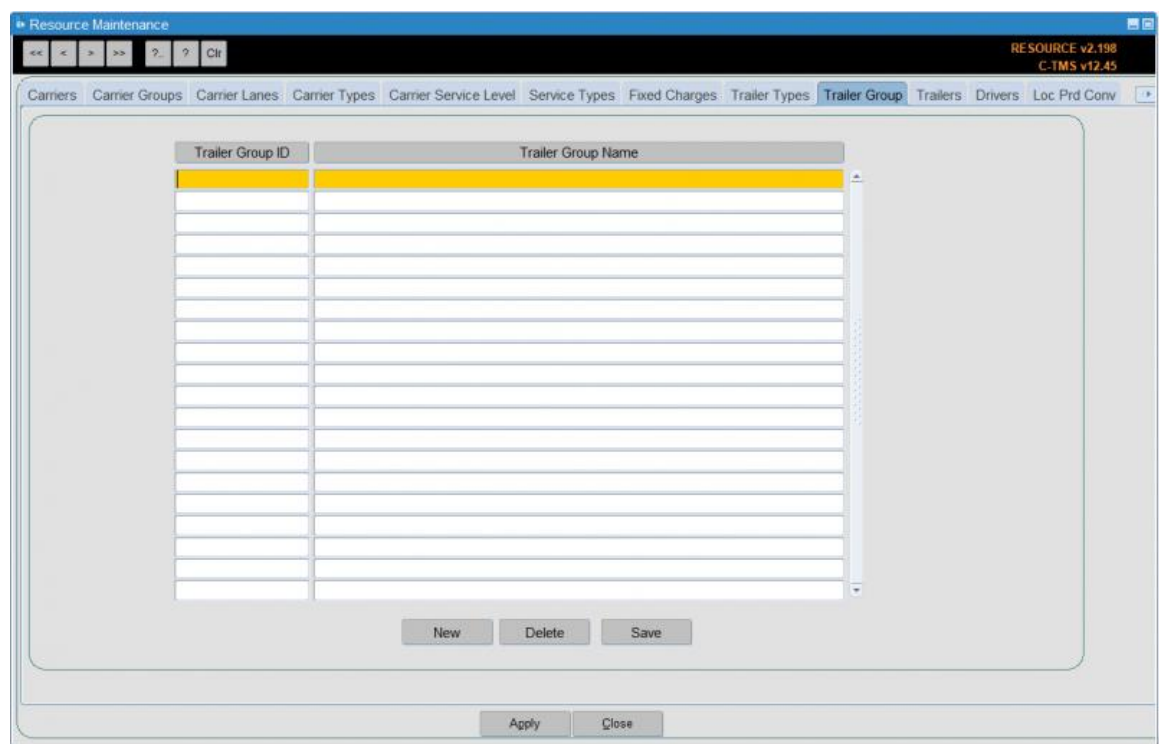 Resource Maintenance
<< < > >> ?.. ? Clr
RESOURCE v2.198
C-TMS v12.45
Carriers Carrier Groups Carrier Lanes Carrier Types Carrier Service Level Service Types Fixed Charges Trailer Types Trailer Group Trailers Drivers Loc Prd Conv
Trailer Group ID Trailer Group Name
New Delete Save
Apply Close